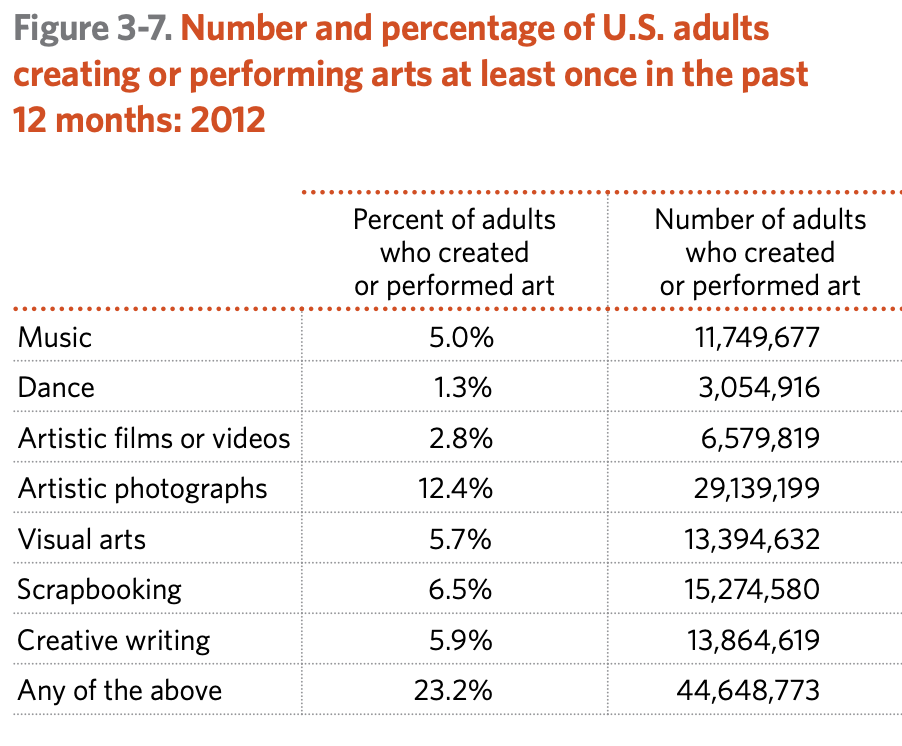 Figure 3-7. Number and percentage of U.S. adults
creating or performing arts at least once in the past
12 months: 2012
Percent of adults who created or performed art
Number of adults who created or performed art
Music 5.0% 11,749,677
Dance 1.3% 3,054,916
Artistic films or videos 2.8% 6,579,819
Artistic photographs 12.4% 29,139,199
Visual arts 5.7% 13,394,632
Scrapbooking 6.5% 15,274,580
Creative writing 5.9% 13,864,619
Any of the above 23.2% 44,648,773